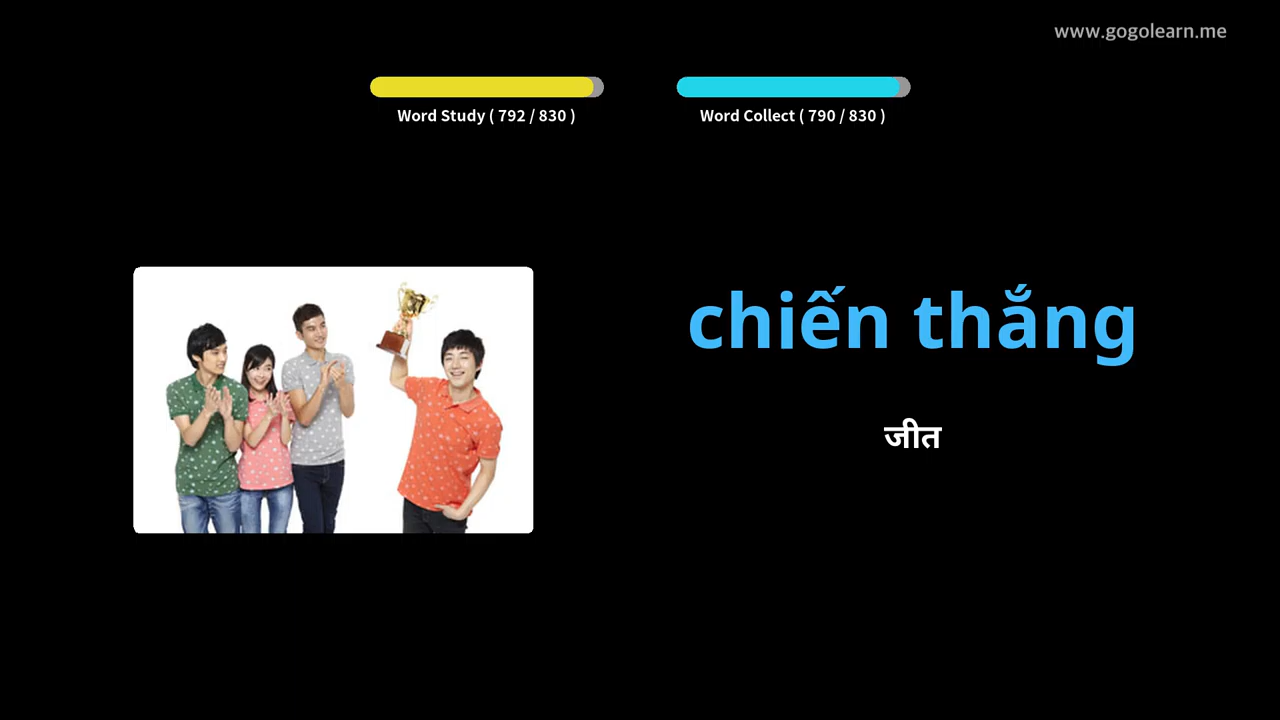 www.gogolearn.me
Word Study ( 792 / 830 )
Word Collect ( 790 / 830 )
chiến thắng
जीत